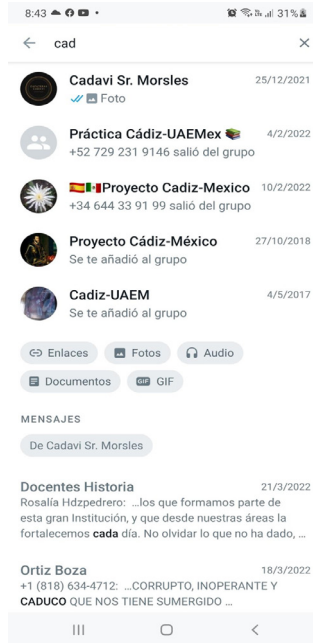 8:43
31%
cad
Cadavi Sr. Morsles
25/12/2021
Foto
Práctica Cádiz-UAEMex
4/2/2022
+52 729 231 9146 salió del grupo
Proyecto Cadiz-Mexico
10/2/2022
+34 644 33 91 99 salió del grupo
Proyecto Cádiz-México
27/10/2018
Se te añadió al grupo
Cadiz-UAEM
4/5/2017
Se te añadió al grupo
Enlaces
Fotos
Audio
Documentos
GIF GIF
MENSAJES
De Cadavi Sr. Morsles
Docentes Historia
21/3/2022
Rosalía Hdzpedrero: ...los que formamos parte de
esta gran Institución, y que desde nuestras áreas la
fortalecemos cada día. No olvidar lo que no ha dado, ...
Ortiz Boza
18/3/2022
+1 (818) 634-4712: ...CORRUPTO, INOPERANTE Y
CADUCO QUE NOS TIENE SUMERGIDO ...